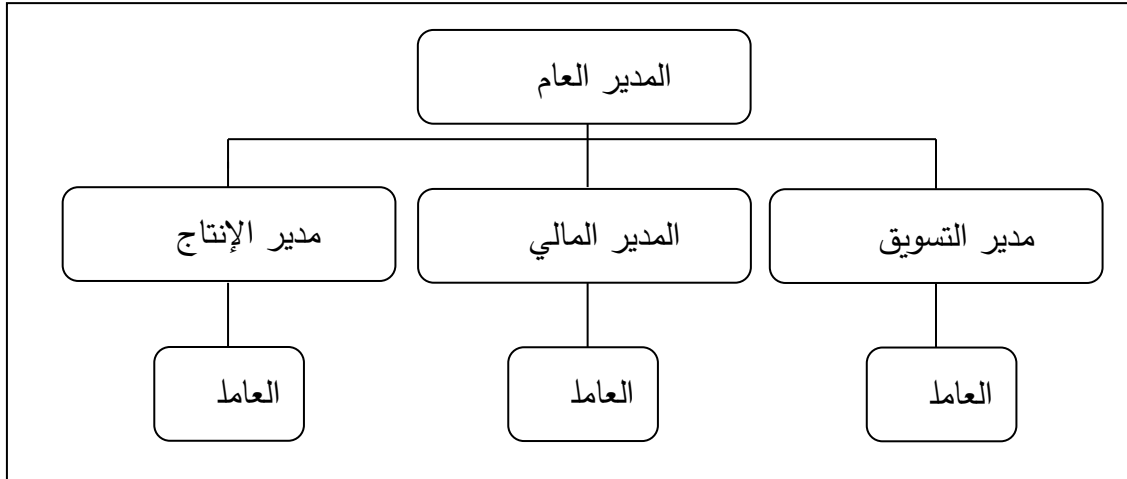 المدير العام
مدير التسويق
المدير المالي
مدير الإنتاج
العامل
العامل
العامل